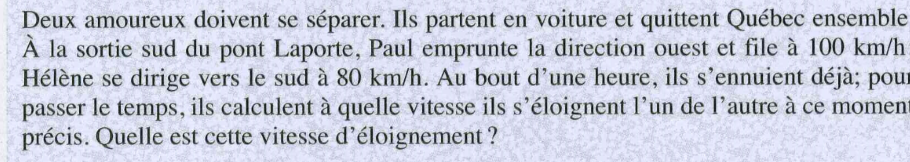 Deux amoureux doivent se séparer. Ils partent en voiture et quittent Québec ensemble
À la sortie sud du pont Laporte, Paul emprunte la direction ouest et file à 100 km/h
Hélène se dirige vers le sud à 80 km/h. Au bout d'une heure, ils s'ennuient déjà; pour
passer le temps, ils calculent à quelle vitesse ils s'éloignent l'un de l'autre à ce moment
précis. Quelle est cette vitesse d'éloignement ?